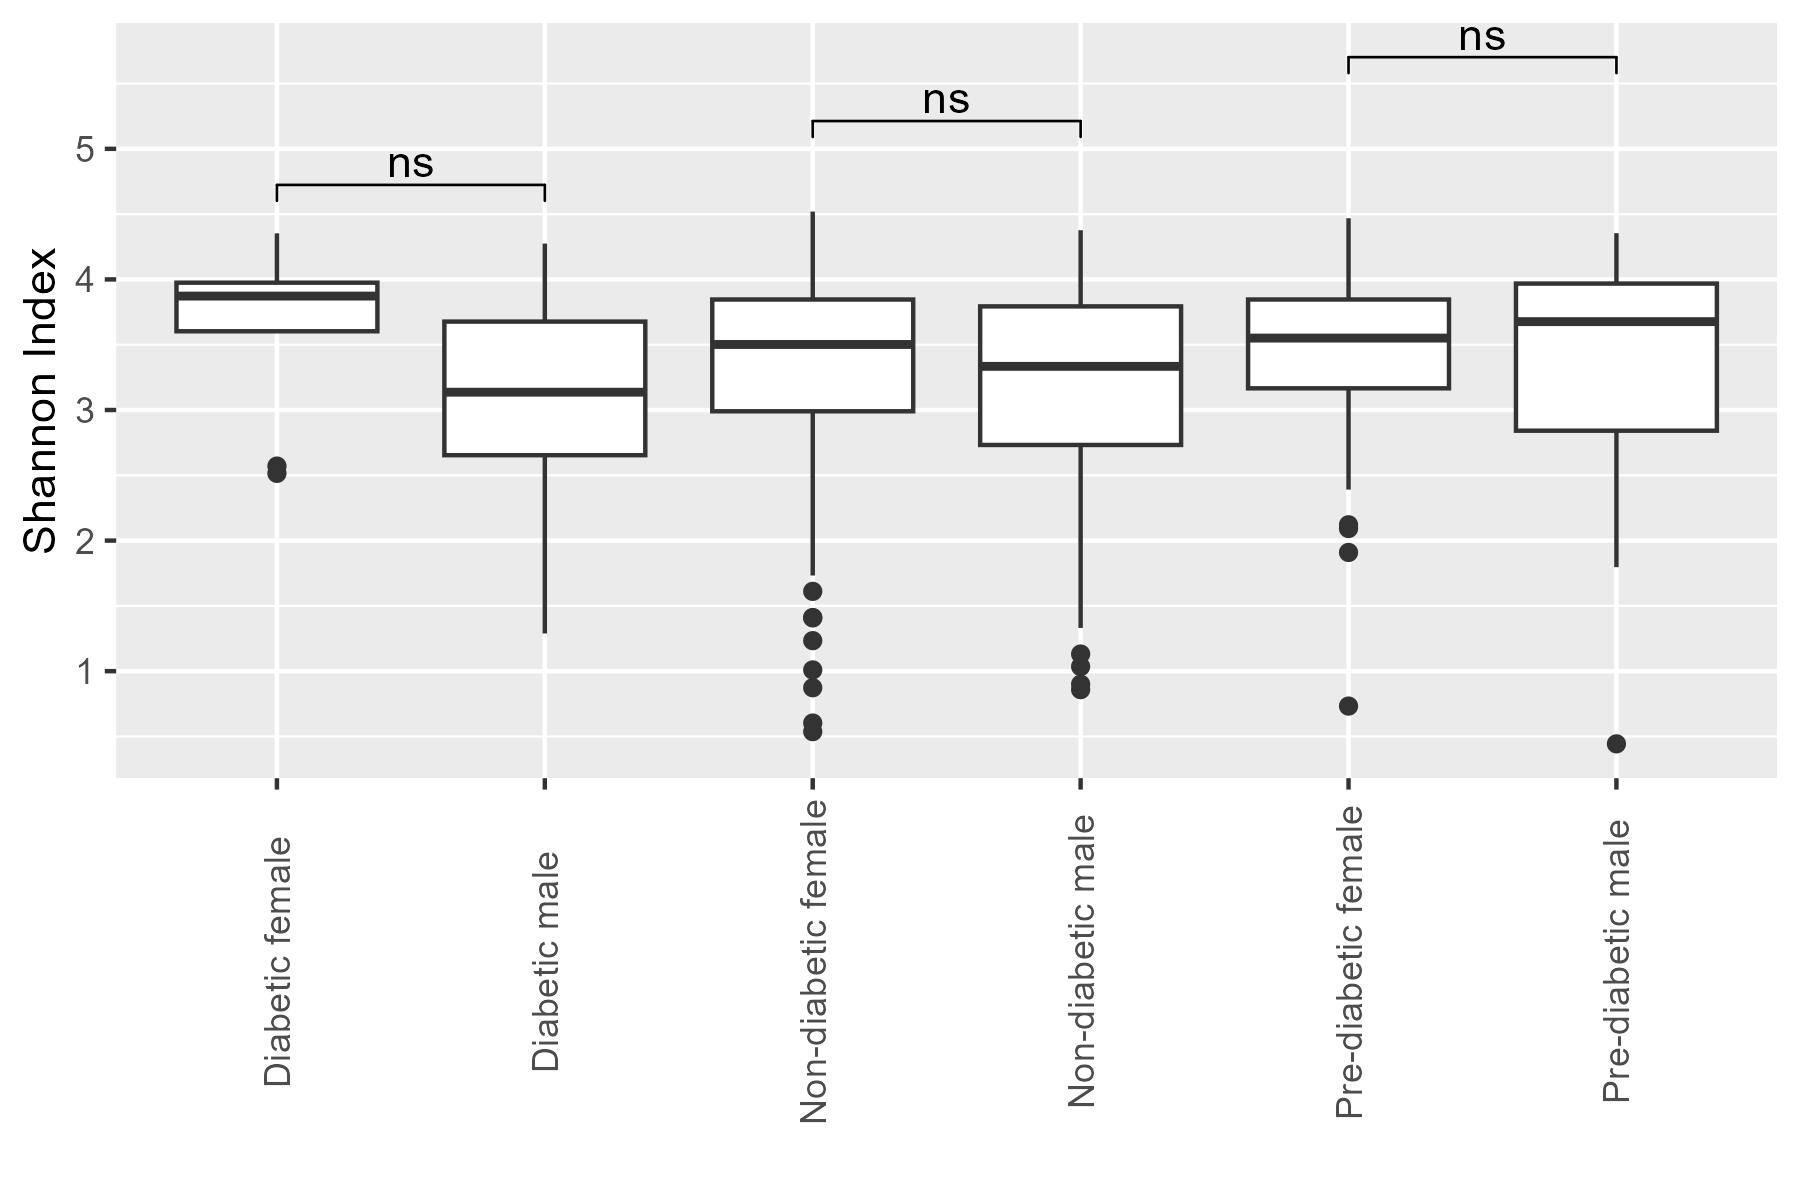 ns
ns
ns
Shannon Index
5
4
3
2
1
Diabetic female
Diabetic male
Non-diabetic female
Non-diabetic male
Pre-diabetic female
Pre-diabetic male